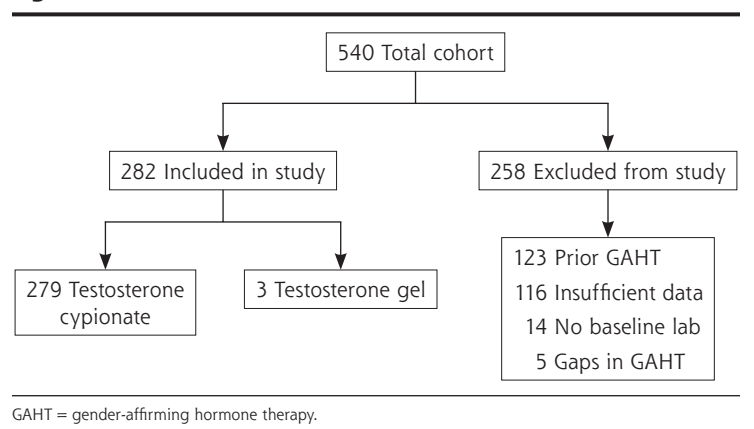 540 Total cohort
282 Included in study
258 Excluded from study
279 Testosterone
cypionate
3 Testosterone gel
123 Prior GAHT
116 Insufficient data
14 No baseline lab
5 Gaps in GAHT
GAHT = gender-affirming hormone therapy.